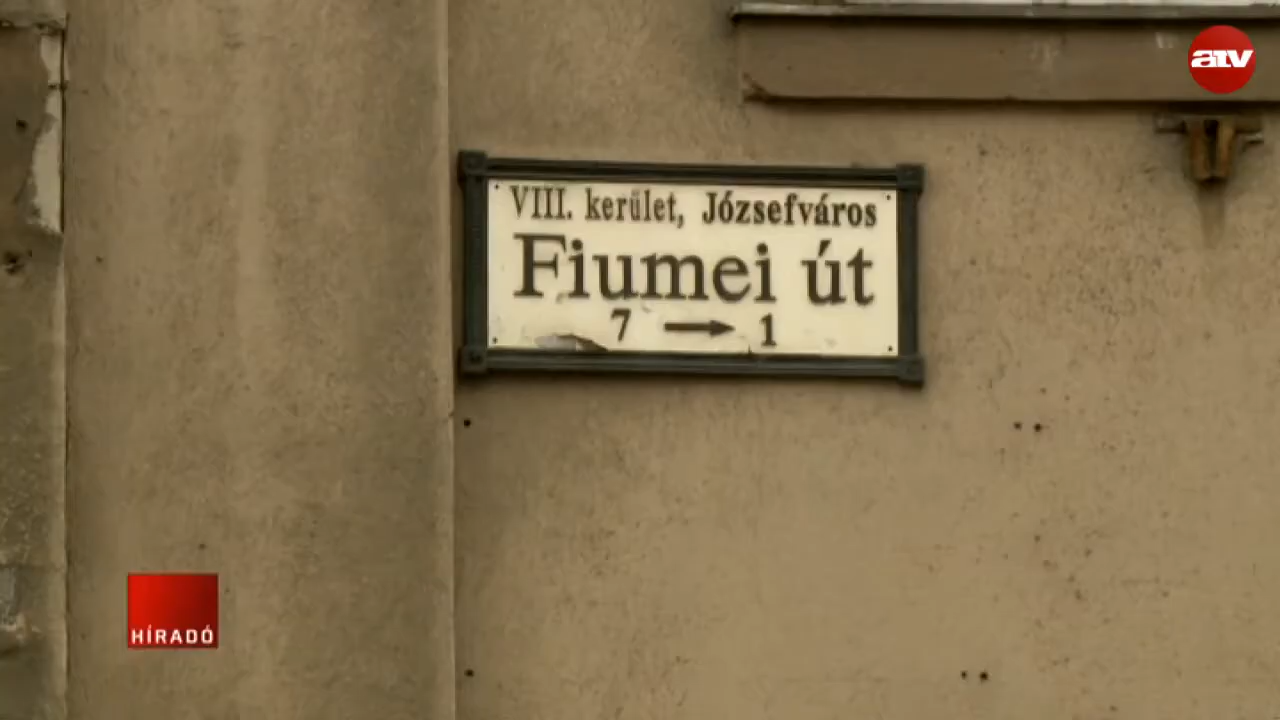 atv
VIII. kerület, Józsefváros
Fiumei út
7 → 1
HÍRADÓ